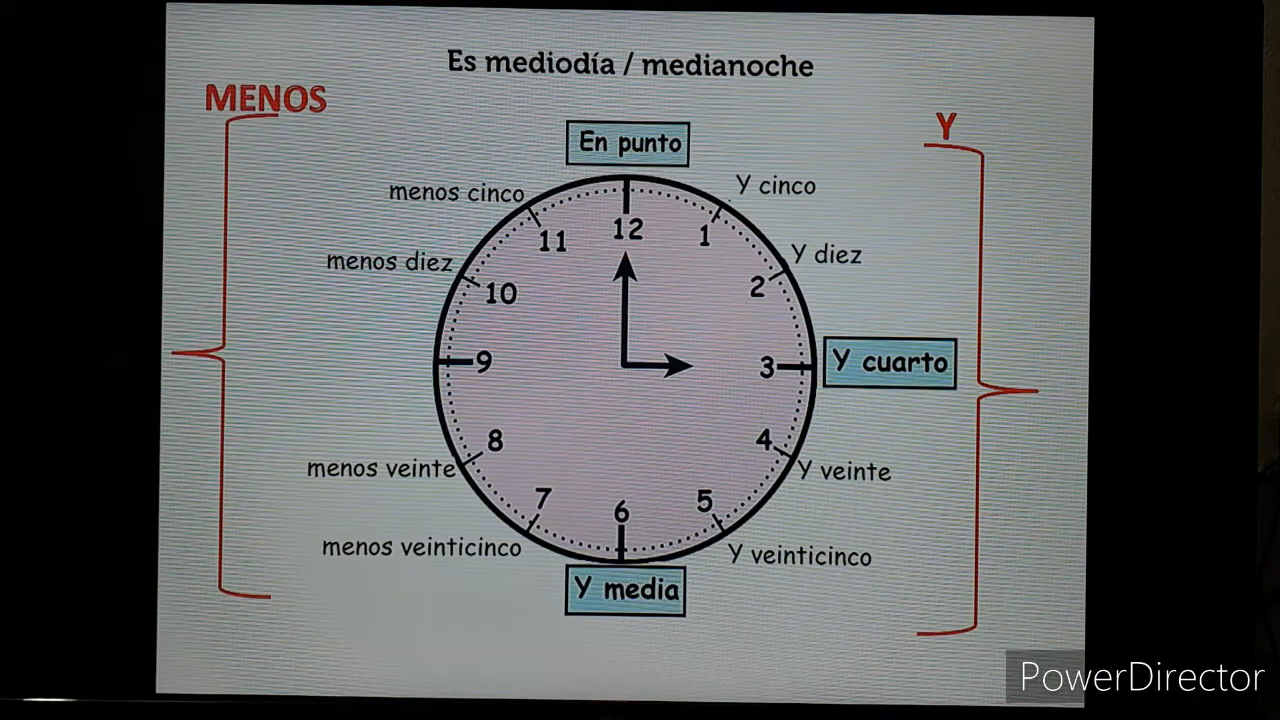 Es mediodía / medianoche
MENOS
Y
En punto
menos cinco
Y cinco
menos diez
Y diez
11
12
1
10
2
9
3
Y cuarto
8
4
menos veinte
Y veinte
7
6
5
menos veinticinco
Y veinticinco
Y media
PowerDirector